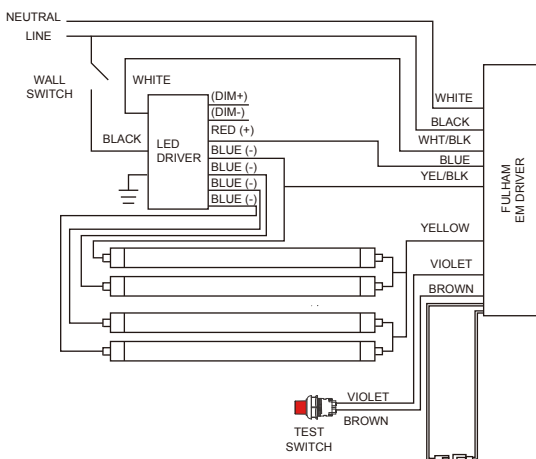 NEUTRAL
LINE
WALL
SWITCH
WHITE
BLACK
LED
DRIVER
(DIM+)
(DIM-)
RED (+)
BLUE (-)
BLUE (-)
BLUE (-)
BLUE (-)
WHITE
BLACK
WHT/BLK
BLUE
YEL/BLK
YELLOW
VIOLET
BROWN
FULHAM
EM DRIVER
VIOLET
BROWN
TEST
SWITCH